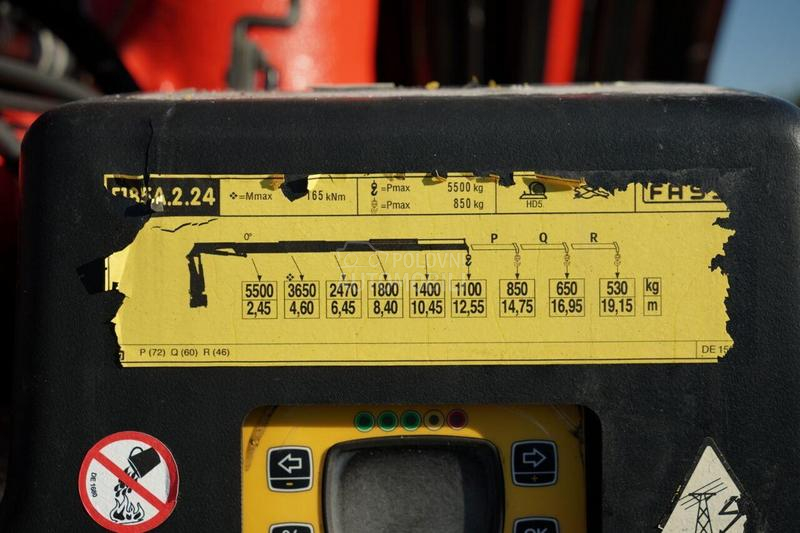 F185A.2.24 =Mmax 165 kNm =Pmax 5500 kg
=Pmax 850 kg
HD5
0° P Q R
5500 3650 2470 1800 1400 1100 850 650 530 kg
2,45 4,60 6,45 8,40 10,45 12,55 14,75 16,95 19,15 m
P (72) Q (60) R (46) DE
POLOVNI
AUTOMOBILI